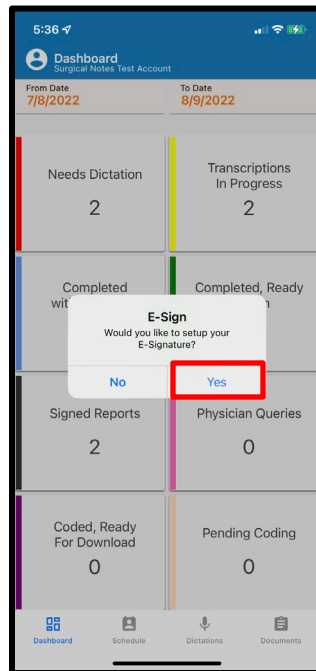 5:36
Dashboard
Surgical Notes Test Account
From Date
To Date
7/8/2022
8/9/2022
Needs Dictation
2
Transcriptions
In Progress
2
Completed
Completed, Ready
E-Sign
Would you like to setup your
E-Signature?
No
Yes
Signed Reports
2
Physician Queries
0
Coded, Ready
For Download
0
Pending Coding
0
Dashboard
Schedule
Dictations
Documents